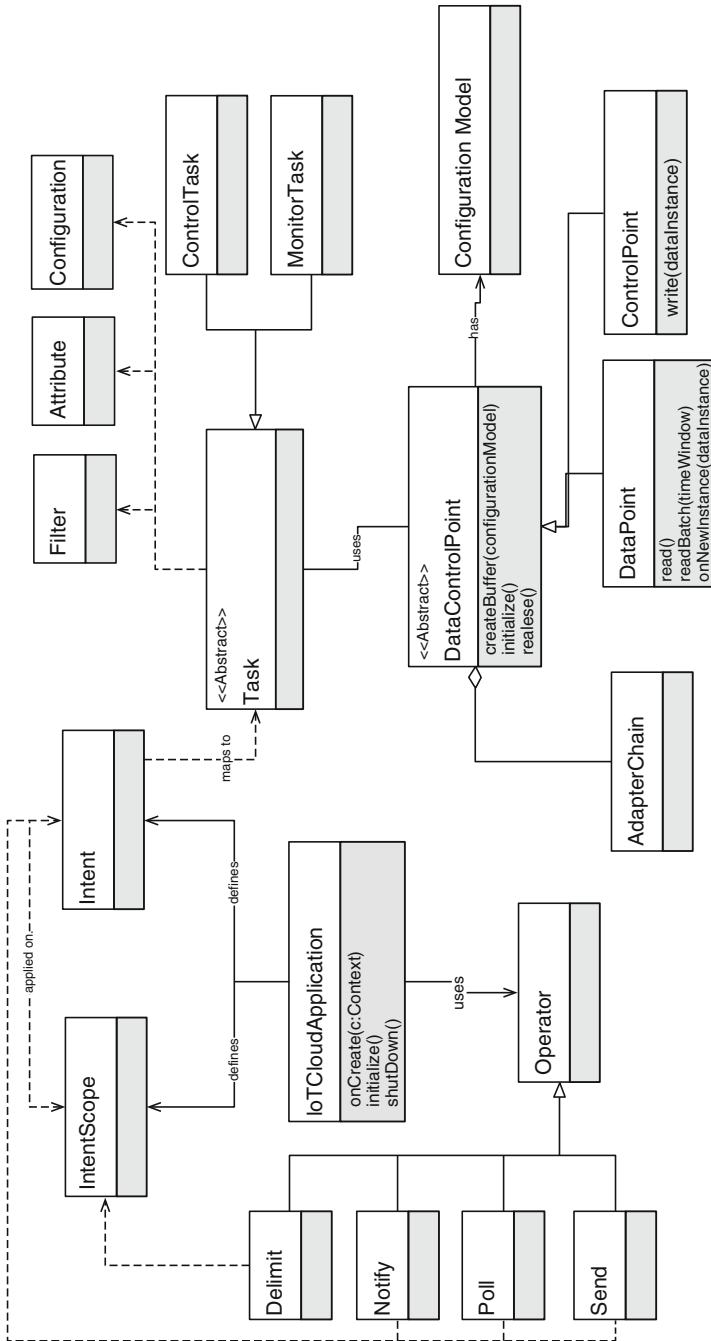 IntentScope
applied on
Intent
Filter
Attribute
Configuration
maps to
<<Abstract>>
Task
ControlTask
MonitorTask
defines
defines
IoTCloudApplication
onCreate(c:Context)
initialize()
shutDown()
uses
uses
<<Abstract>>
DataControlPoint
createBuffer(configurationModel)
initialize()
realese()
has
Configuration Model
Delimit
Notify
Poll
Send
Operator
AdapterChain
DataPoint
read()
readBatch(timeWindow)
onNewInstance(dataInstance)
ControlPoint
write(dataInstance)